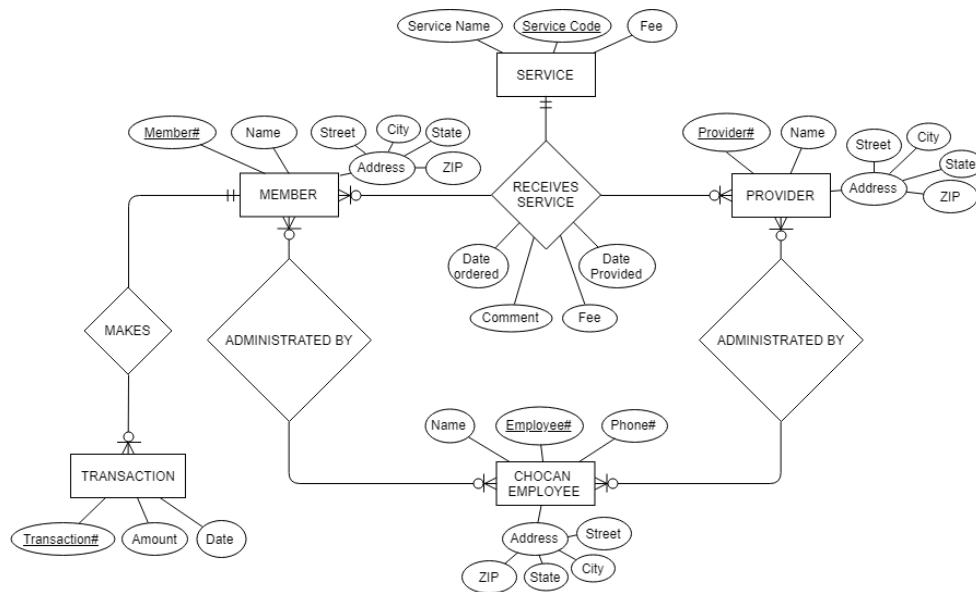 Service Name
Service Code
Fee
SERVICE
Member#
Name
Street
City
State
Address
ZIP
MEMBER
RECEIVES
SERVICE
Provider#
Name
Street
City
State
Address
ZIP
PROVIDER
Date
ordered
Date
Provided
Comment
Fee
MAKES
ADMINISTRATED BY
ADMINISTRATED BY
Name
Employee#
Phone#
TRANSACTION
CHOCAN
EMPLOYEE
Transaction#
Amount
Date
Address
Street
ZIP
State
City